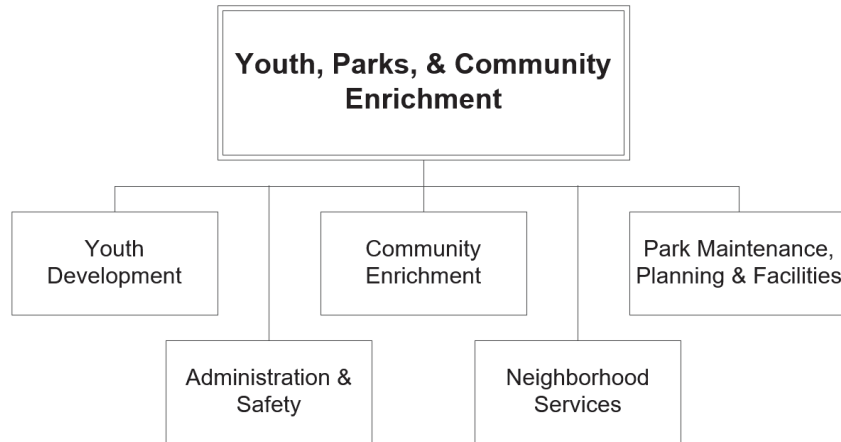 Youth, Parks, & Community
Enrichment
Youth
Development
Community
Enrichment
Park Maintenance,
Planning & Facilities
Administration &
Safety
Neighborhood
Services